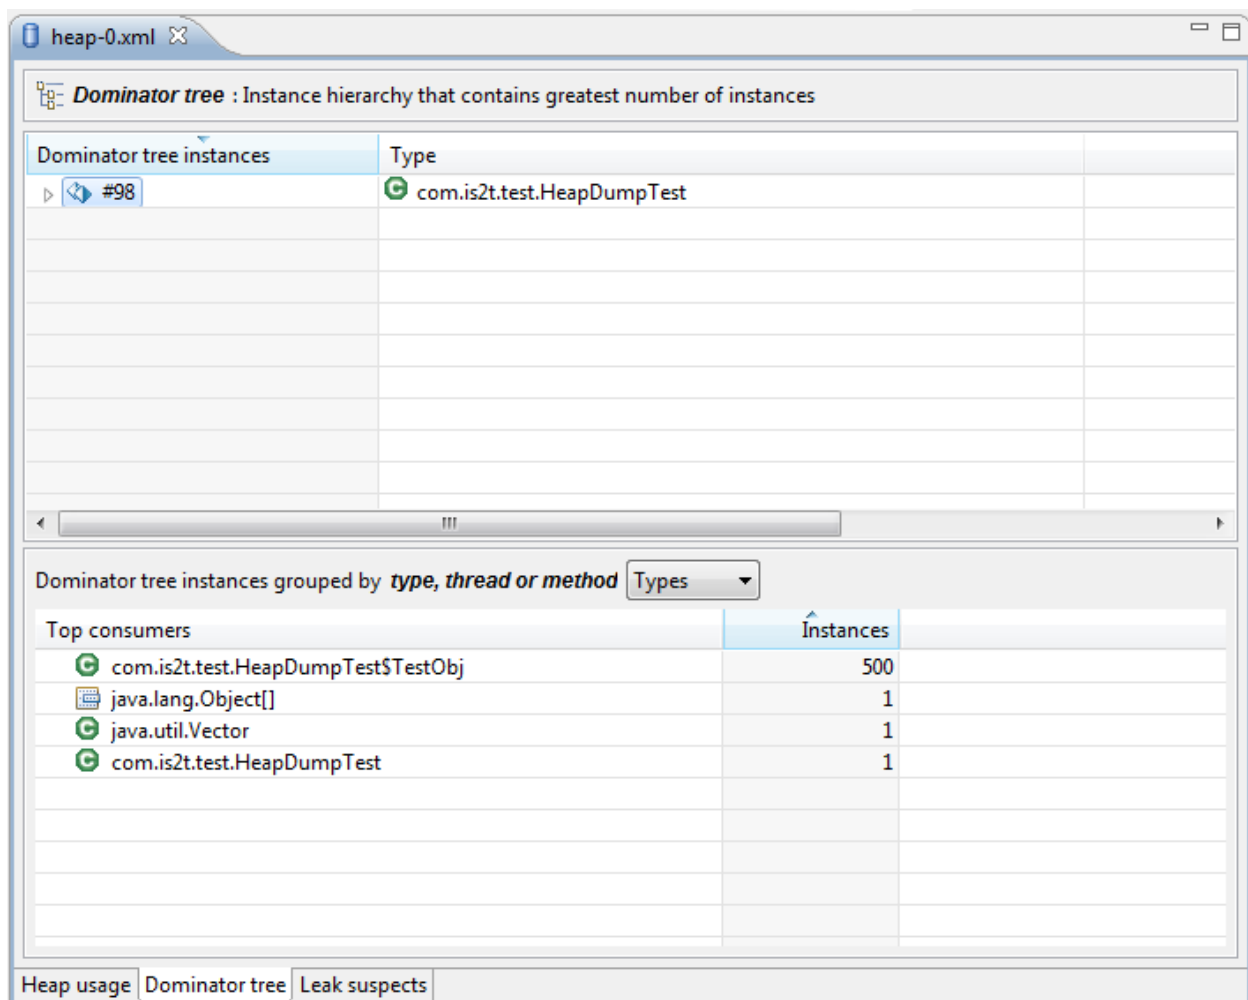 heap-0.xml
Dominator tree : Instance hierarchy that contains greatest number of instances
Dominator tree instances Type
#98 com.is2t.test.HeapDumpTest
Dominator tree instances grouped by type, thread or method Types
Top consumers Instances
com.is2t.test.HeapDumpTest$TestObj 500
java.lang.Object[] 1
java.util.Vector 1
com.is2t.test.HeapDumpTest 1
Heap usage Dominator tree Leak suspects